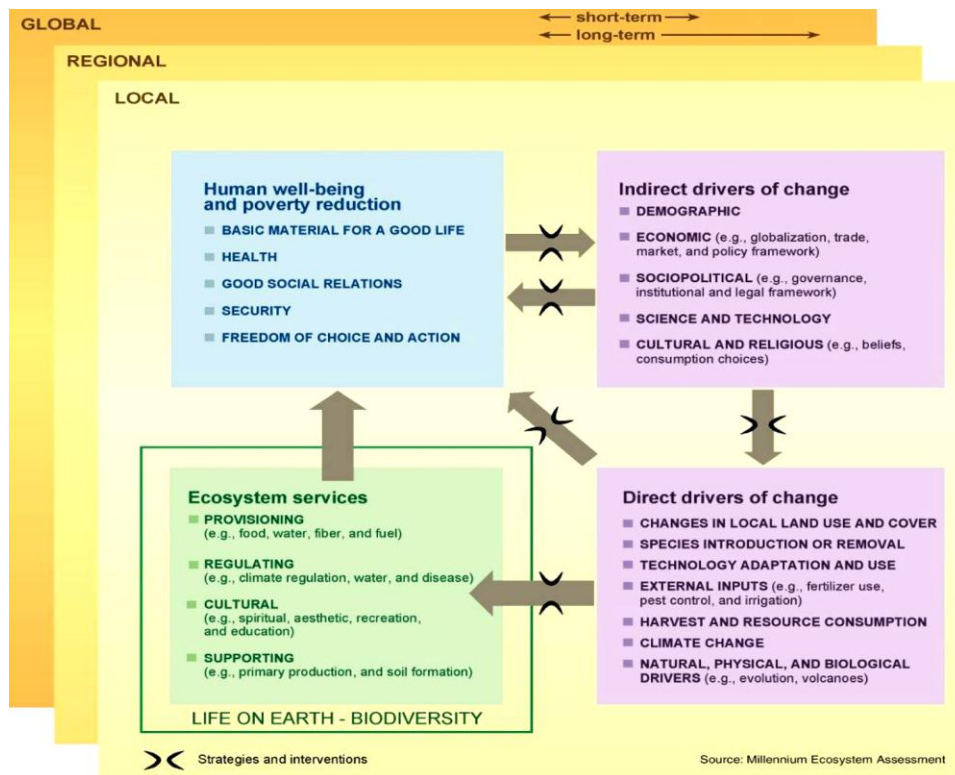 GLOBAL
short-term
long-term
REGIONAL
LOCAL
Human well-being
and poverty reduction
BASIC MATERIAL FOR A GOOD LIFE
HEALTH
GOOD SOCIAL RELATIONS
SECURITY
FREEDOM OF CHOICE AND ACTION
Indirect drivers of change
DEMOGRAPHIC
ECONOMIC (e.g., globalization, trade,
market, and policy framework)
SOCIOPOLITICAL (e.g., governance,
institutional and legal framework)
SCIENCE AND TECHNOLOGY
CULTURAL AND RELIGIOUS (e.g., beliefs,
consumption choices)
Ecosystem services
PROVISIONING
(e.g., food, water, fiber, and fuel)
REGULATING
(e.g., climate regulation, water, and disease)
CULTURAL
(e.g., spiritual, aesthetic, recreation,
and education)
SUPPORTING
(e.g., primary production, and soil formation)
LIFE ON EARTH - BIODIVERSITY
Direct drivers of change
CHANGES IN LOCAL LAND USE AND COVER
SPECIES INTRODUCTION OR REMOVAL
TECHNOLOGY ADAPTATION AND USE
EXTERNAL INPUTS (e.g., fertilizer use,
pest control, and irrigation)
HARVEST AND RESOURCE CONSUMPTION
CLIMATE CHANGE
NATURAL, PHYSICAL, AND BIOLOGICAL
DRIVERS (e.g., evolution, volcanoes)
Strategies and interventions
Source: Millennium Ecosystem Assessment